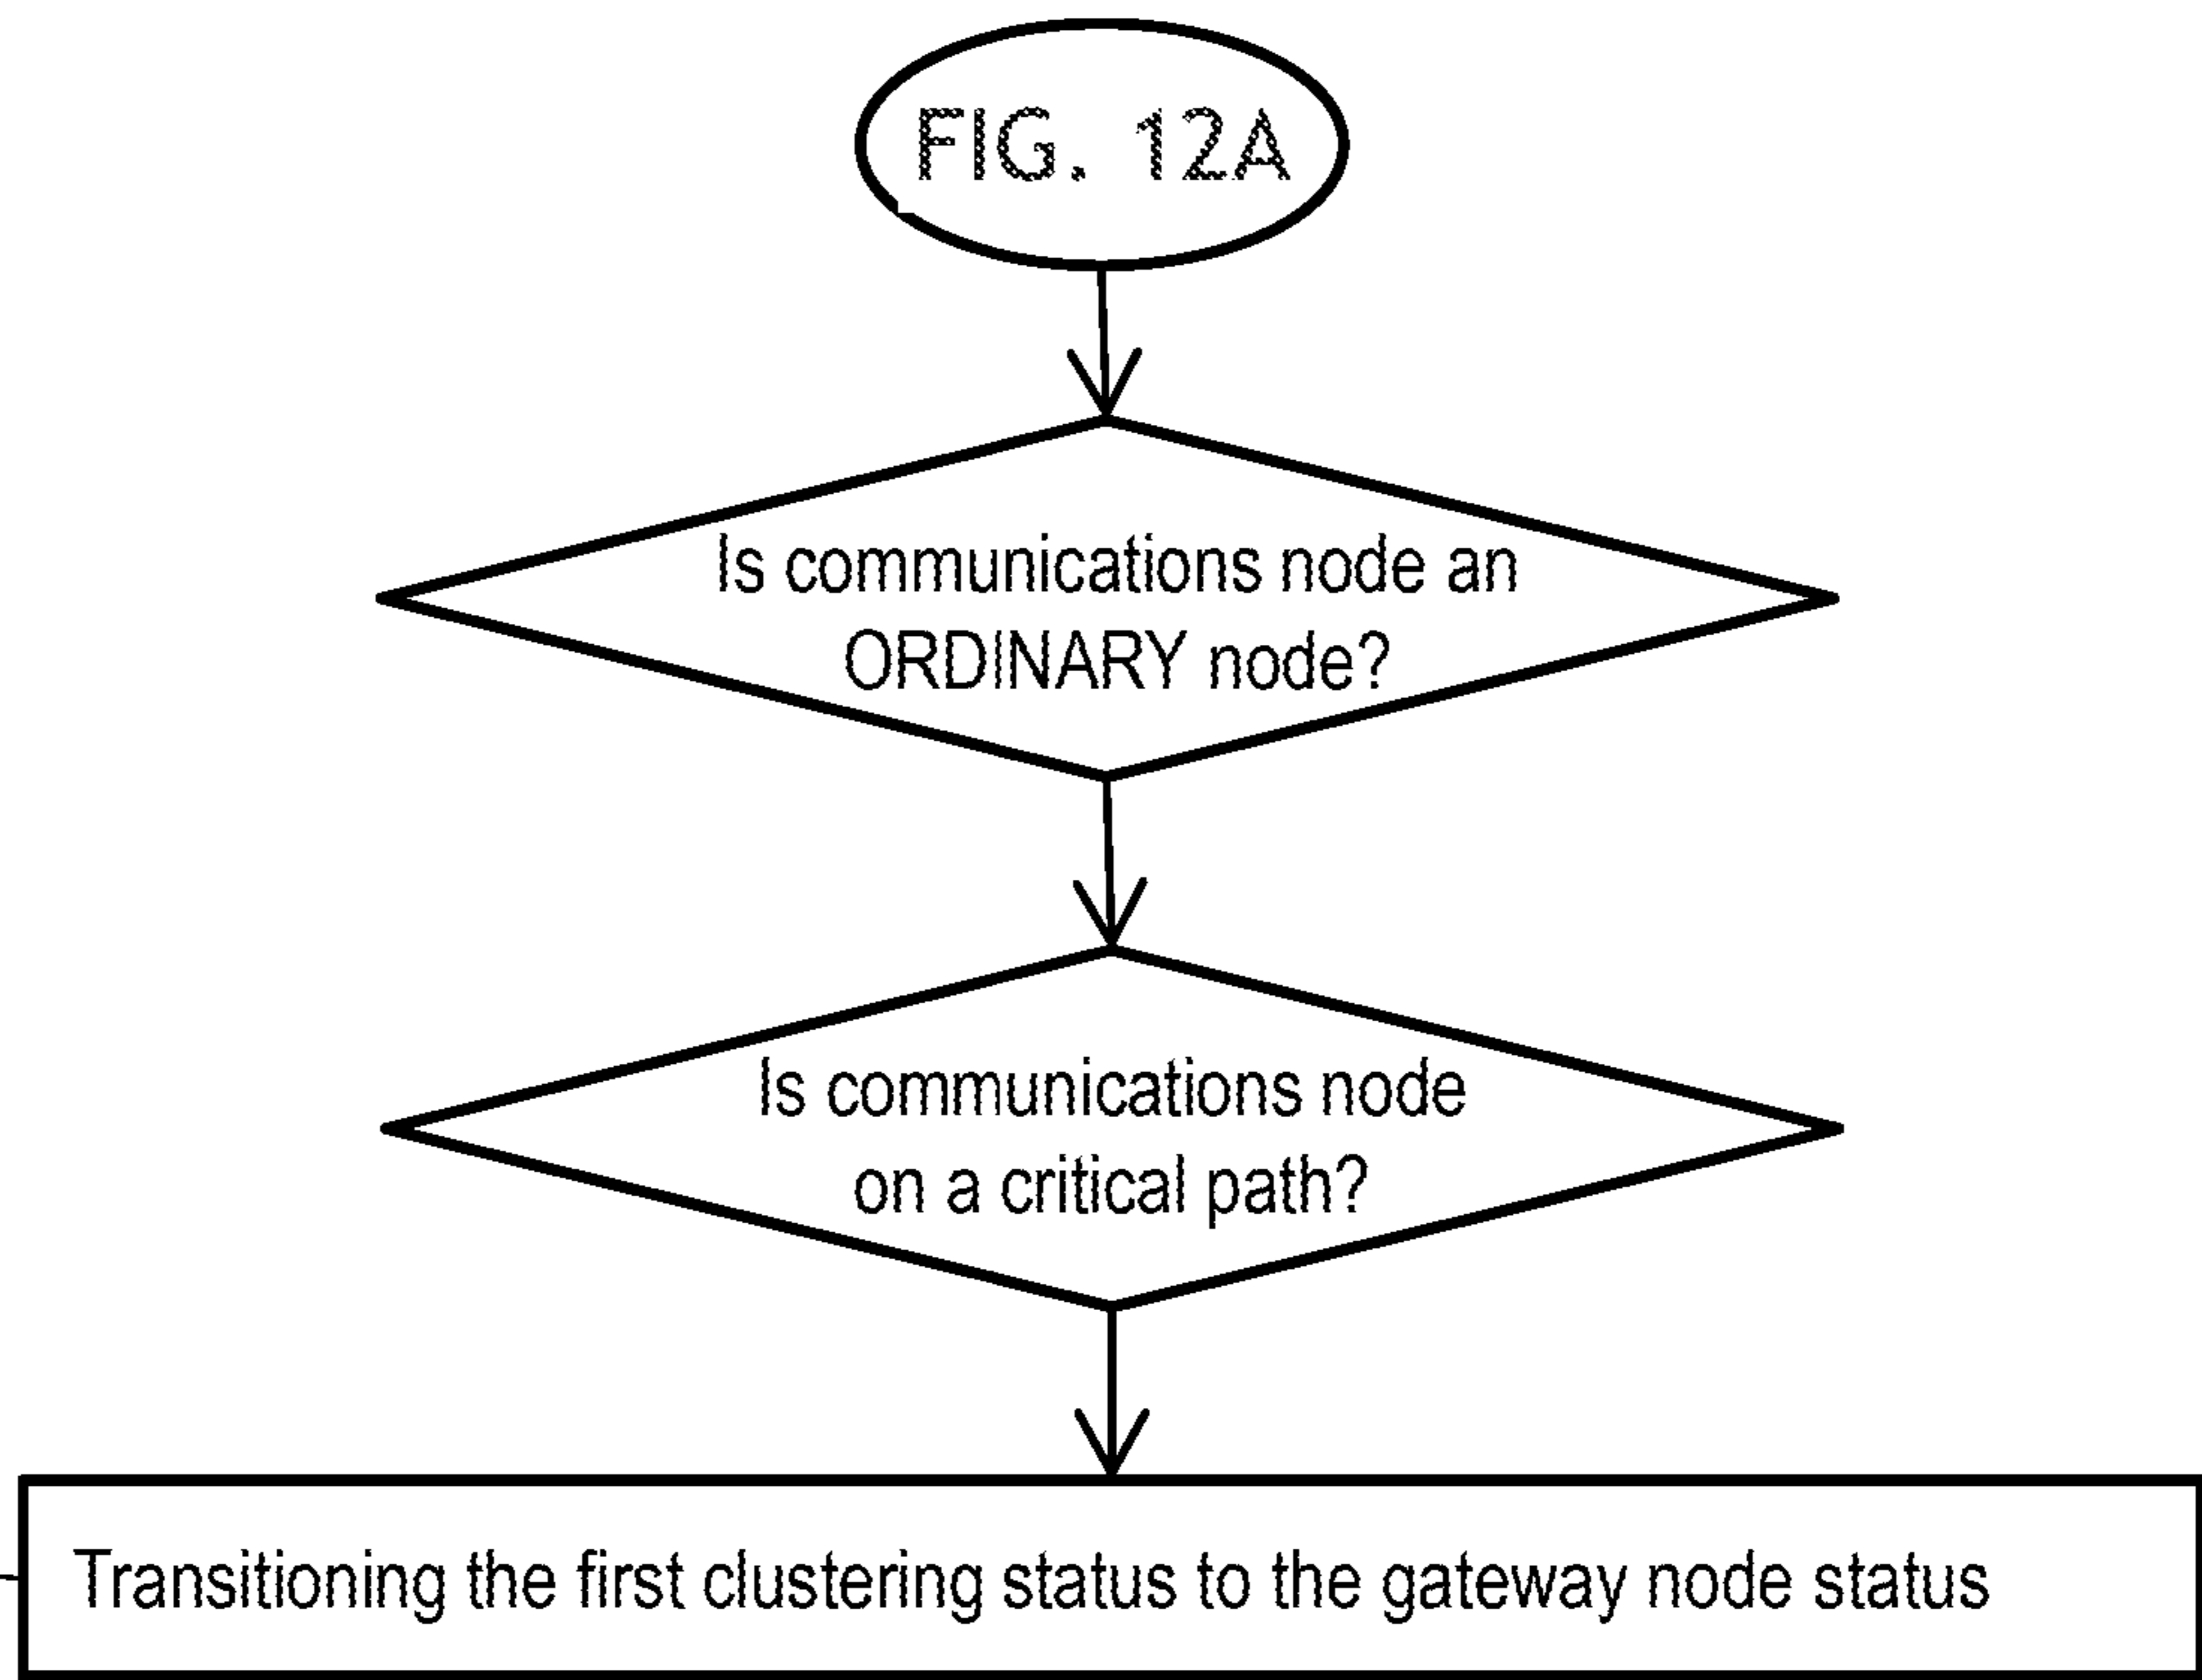 FIG. 12A
Is communications node an
ORDINARY node?
Is communications node
on a critical path?
Transitioning the first clustering status to the gateway node status